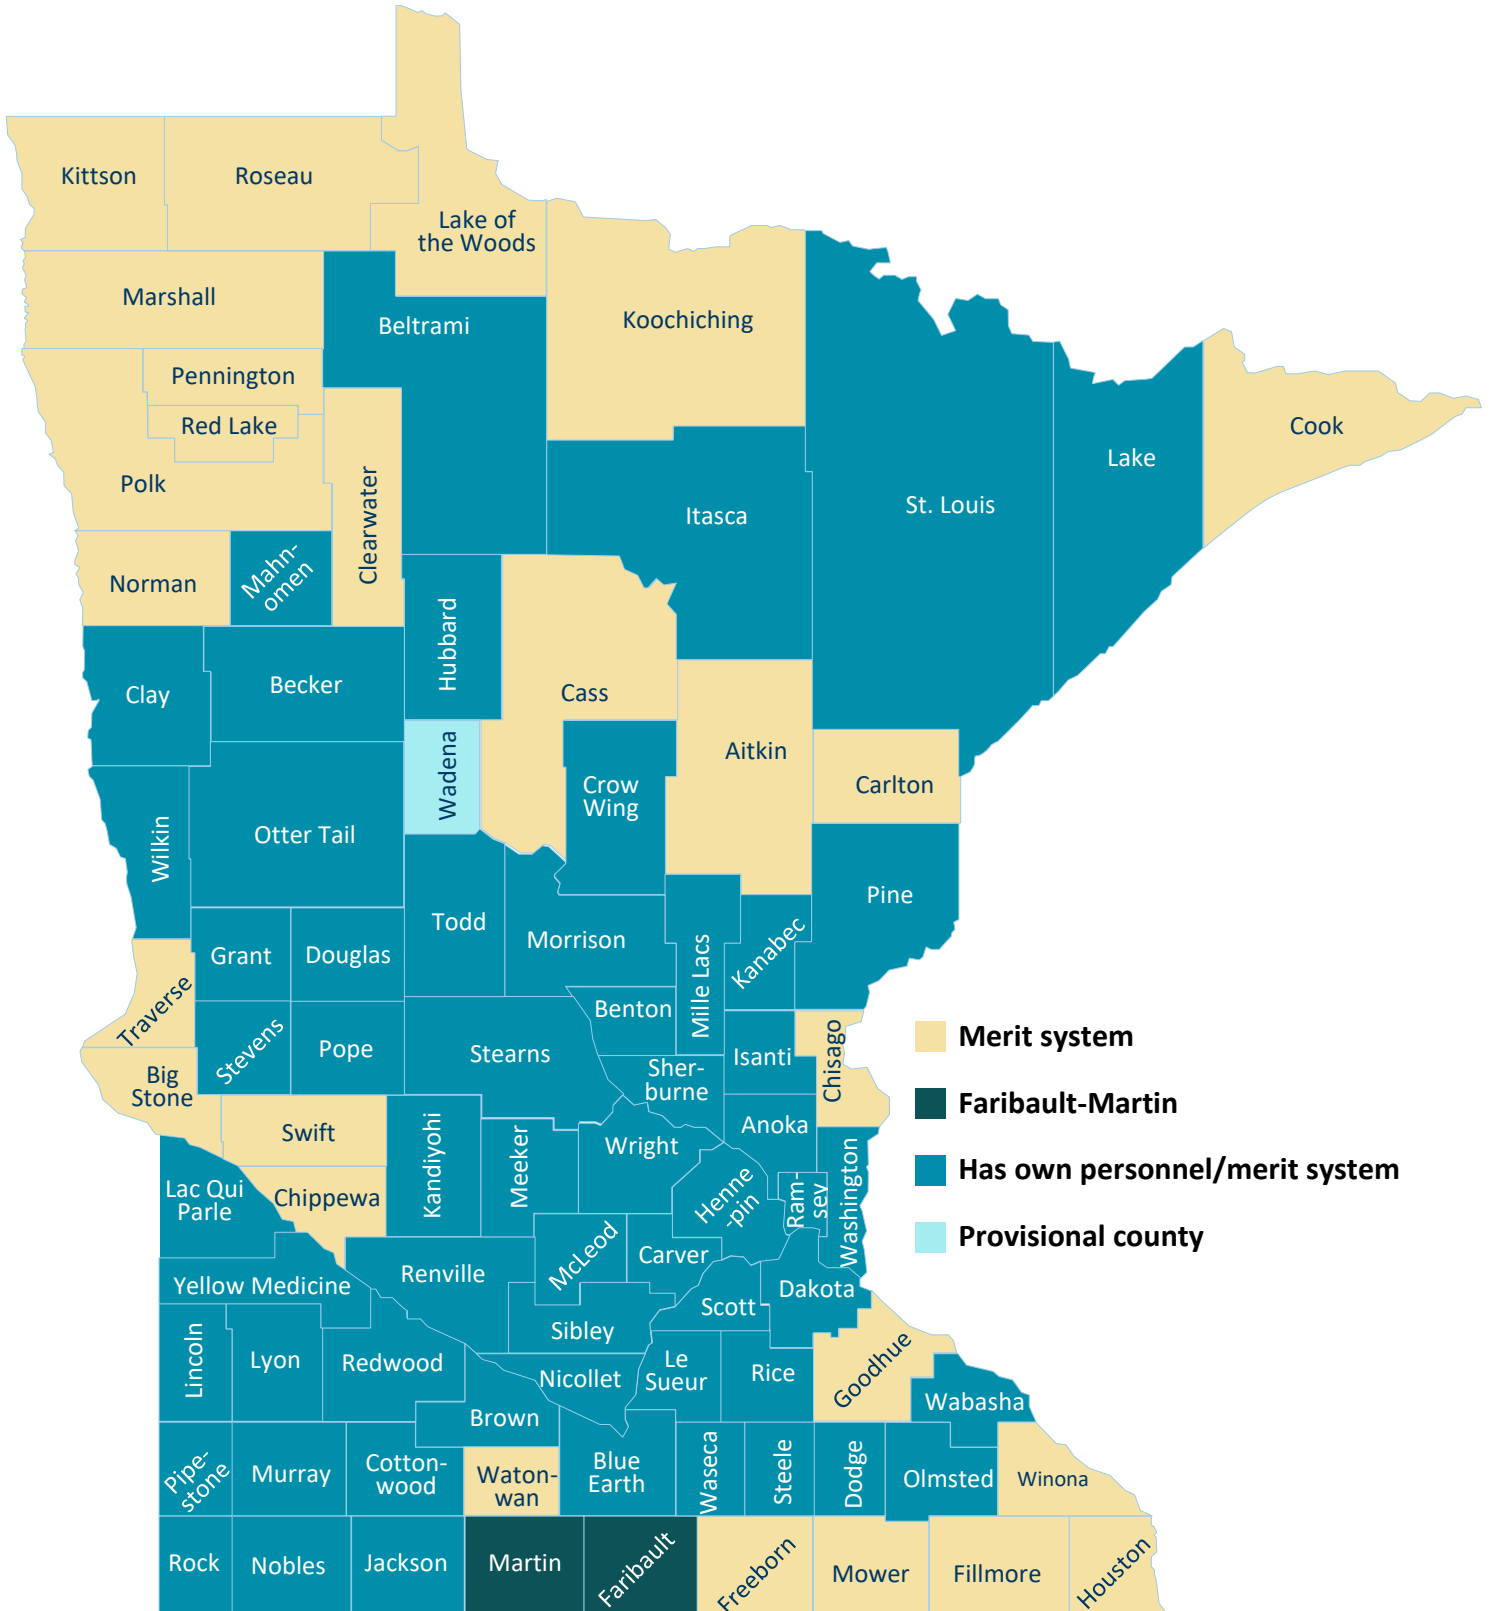 Kittson
Roseau
Lake of
the Woods
Marshall
Koochiching
Beltrami
Pennington
Red Lake
Cook
Lake
Polk
St. Louis
Itasca
Clearwater
Norman
Mahn-
omen
Hubbard
Clay
Becker
Cass
Aitkin
Wadena
Crow
Wing
Carlton
Otter Tail
Wilkin
Pine
Todd
Morrison
Grant
Douglas
Mille Lacs
Kanabec
Traverse
Benton
Stevens
Pope
Stearns
Isanti
Chisago
Merit system
Big
Stone
Sher-
burne
Faribault-Martin
Swift
Anoka
Kandiyohi
Meeker
Wright
Has own personnel/merit system
Lac Qui
Parle
Chippewa
Henne
-pin
Ram-
sey
Washington
Provisional county
McLeod
Carver
Yellow Medicine
Renville
Dakota
Scott
Sibley
Lincoln
Lyon
Redwood
Nicollet
Le
Sueur
Rice
Goodhue
Wabasha
Brown
Pipe-
stone
Murray
Cotton-
wood
Waton-
wan
Blue
Earth
Waseca
Steele
Dodge
Olmsted
Winona
Rock
Nobles
Jackson
Martin
Faribault
Freeborn
Mower
Fillmore
Houston